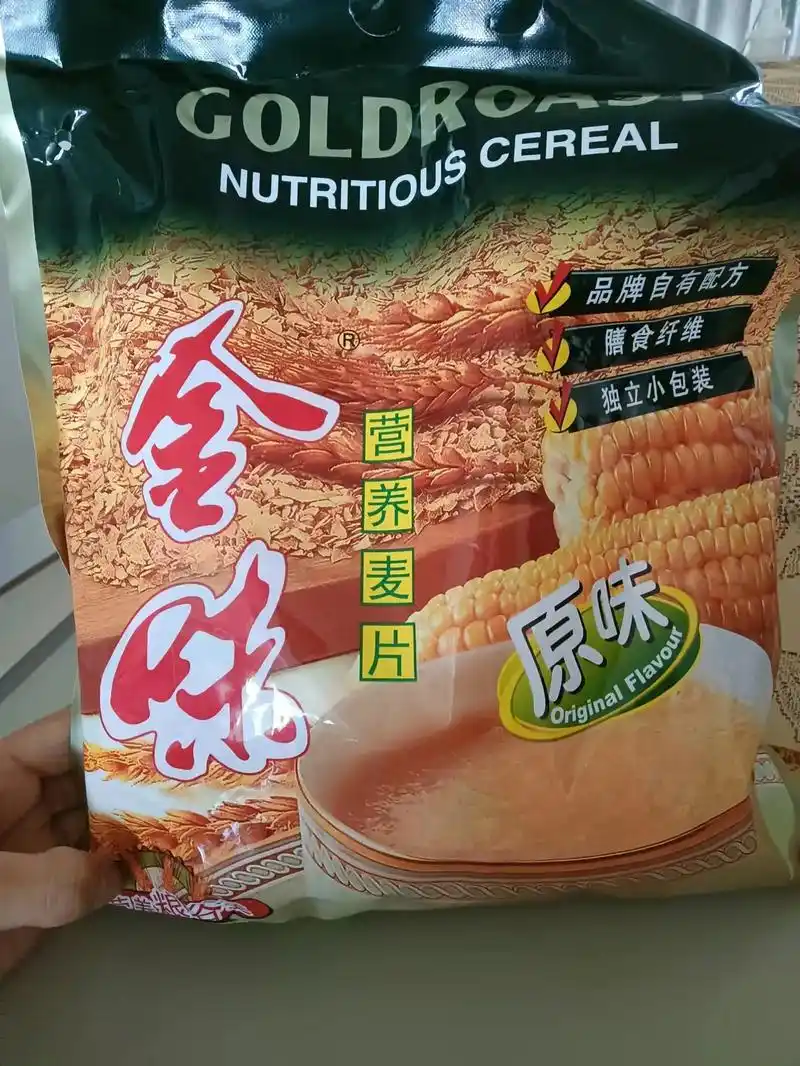 GOLDROAST
NUTRITIOUS CEREAL
品牌自有配方
膳食纤维
独立小包装
金味
®
营养麦片
原味
Original Flavour